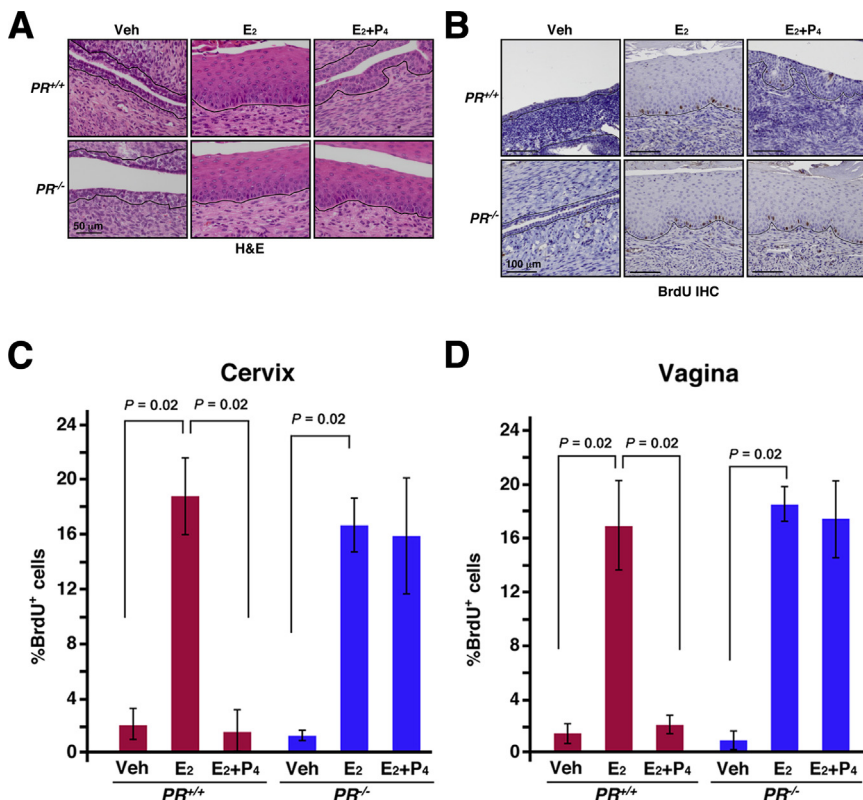 A
Veh E₂ E₂+P₄
PR+/+
PR-/-
50 µm
H&E
B
Veh E₂ E₂+P₄
PR+/+
PR-/-
100 µm
BrdU IHC
C
Cervix
P = 0.02 P = 0.02 P = 0.02
24
20
16
12
8
4
0
%BrdU+ cells
Veh E₂ E₂+P₄ Veh E₂ E₂+P₄
PR+/+ PR-/-
D
Vagina
P = 0.02 P = 0.02 P = 0.02
24
20
16
12
8
4
0
%BrdU+ cells
Veh E₂ E₂+P₄ Veh E₂ E₂+P₄
PR+/+ PR-/-